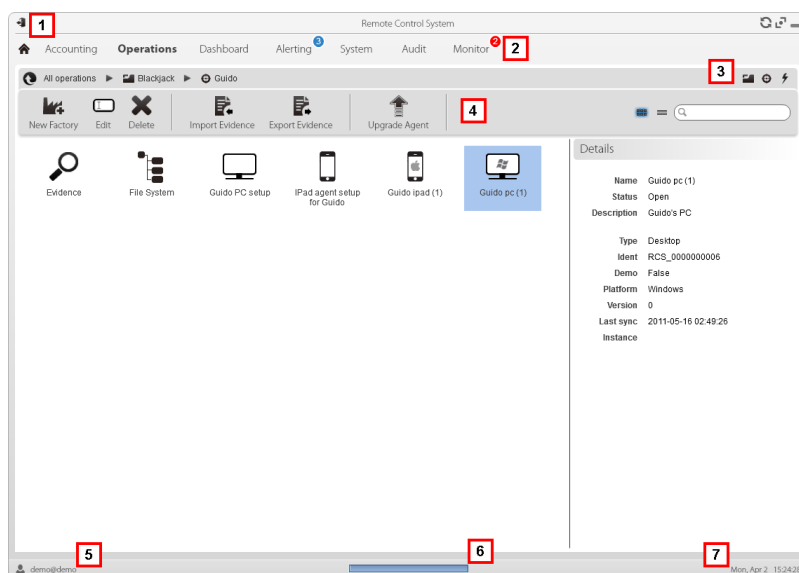 1
Remote Control System
Accounting Operations Dashboard Alerting 3 System Audit Monitor 2 2
All operations Blackjack Guido 3
New Factory Edit Delete Import Evidence Export Evidence Upgrade Agent 4
Evidence
File System
Guido PC setup
IPad agent setup
for Guido
Guido ipad (1)
Guido pc (1)
Details
Name Guido pc (1)
Status Open
Description Guido's PC
Type Desktop
Ident RCS_0000000006
Demo False
Platform Windows
Version 0
Last sync 2011-05-16 02:49:26
Instance
5
6
7
demo@demo
Mon, Apr 2 15:24:28